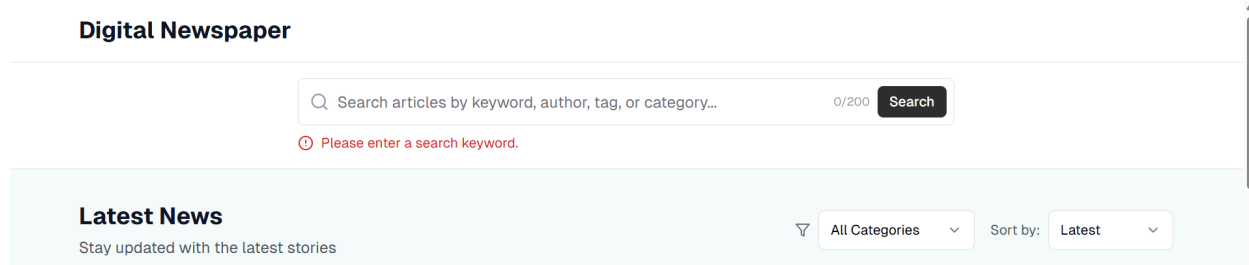 Digital Newspaper
Search articles by keyword, author, tag, or category... 0/200 Search
Please enter a search keyword.
Latest News
Stay updated with the latest stories
All Categories Sort by: Latest